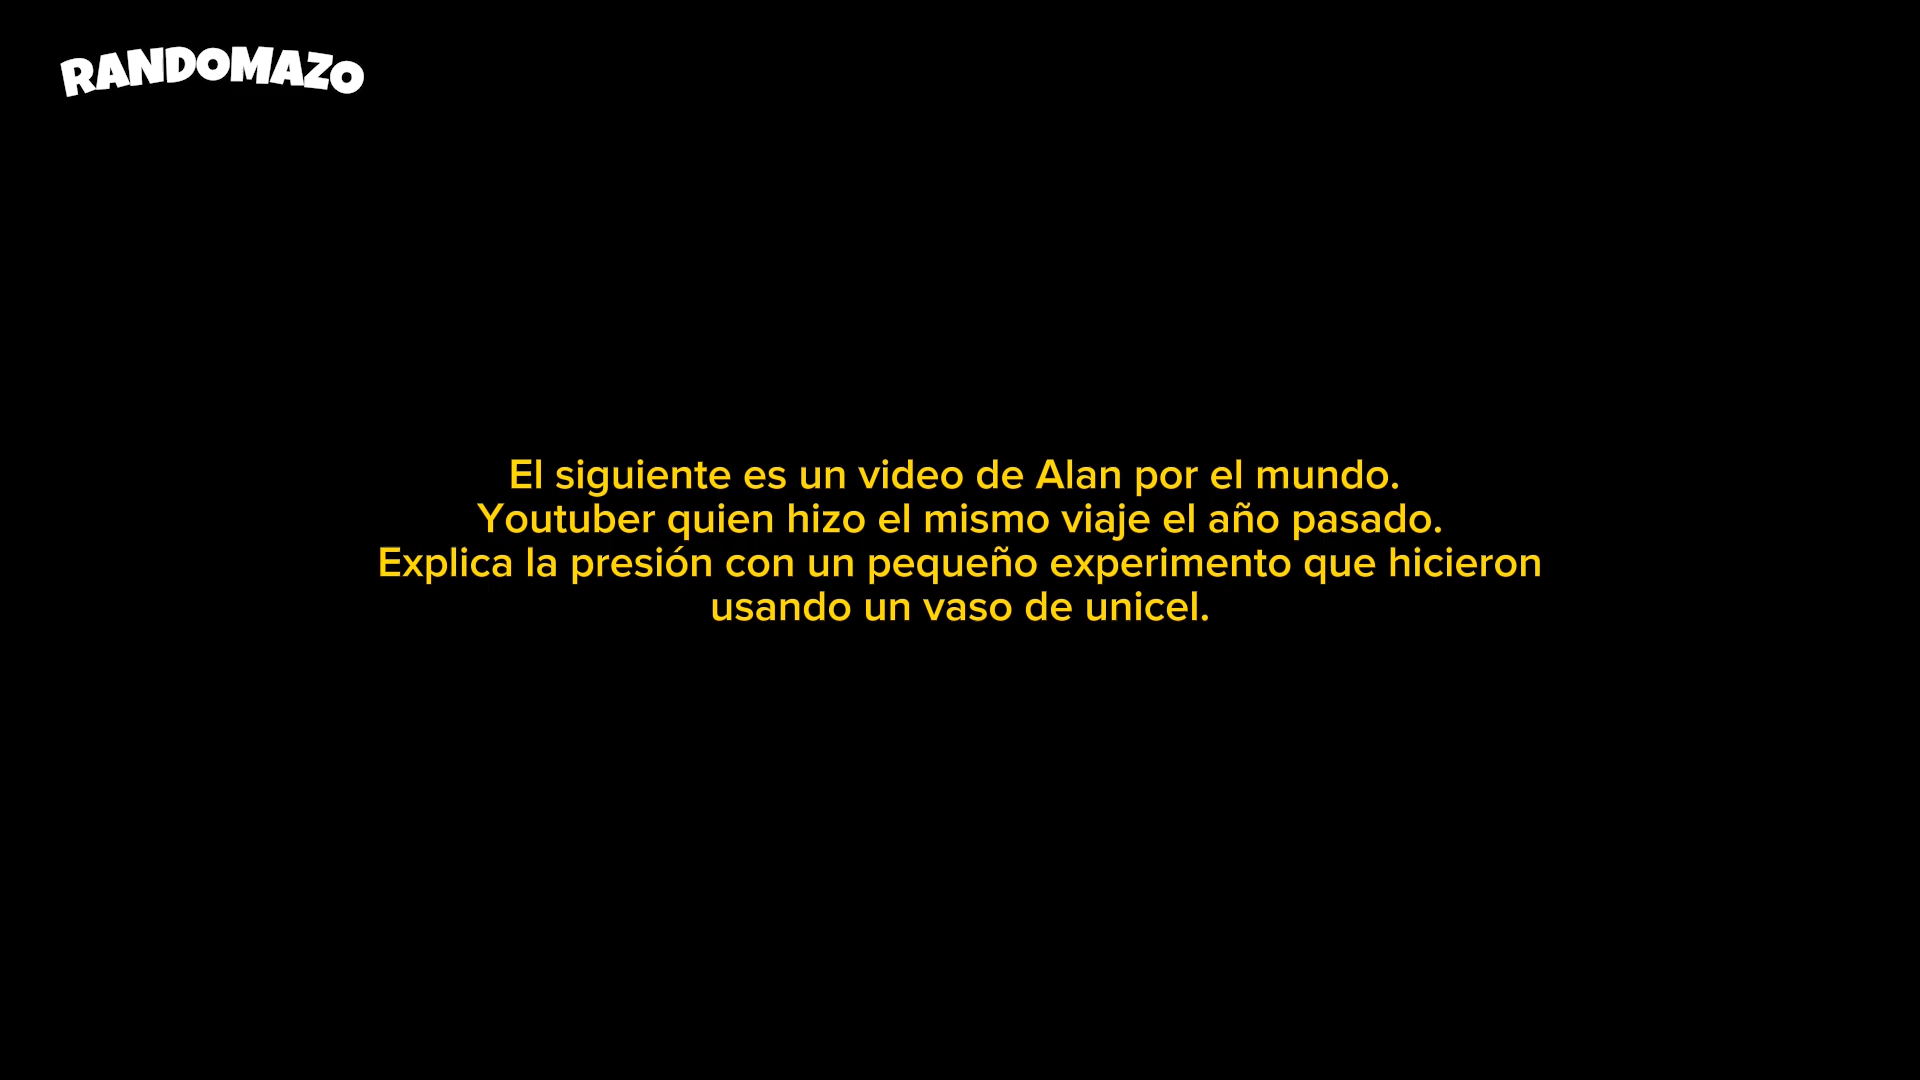 RANDOMAZO
El siguiente es un video de Alan por el mundo.
Youtuber quien hizo el mismo viaje el año pasado.
Explica la presión con un pequeño experimento que hicieron
usando un vaso de unicel.